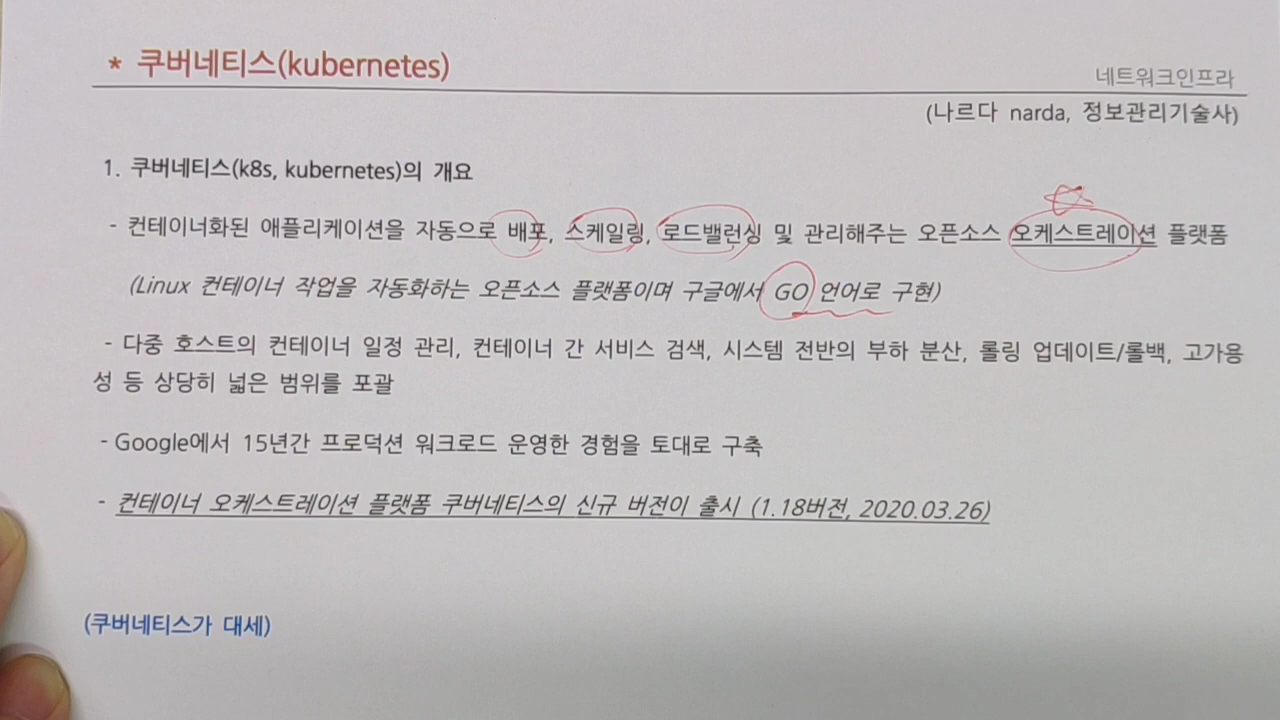 * 쿠버네티스(kubernetes)
네트워크인프라
(나르다 narda, 정보관리기술사)
1. 쿠버네티스(k8s, kubernetes)의 개요
- 컨테이너화된 애플리케이션을 자동으로 배포, 스케일링, 로드밸런싱 및 관리해주는 오픈소스 오케스트레이션 플랫폼
(Linux 컨테이너 작업을 자동화하는 오픈소스 플랫폼이며 구글에서 GO 언어로 구현)
- 다중 호스트의 컨테이너 일정 관리, 컨테이너 간 서비스 검색, 시스템 전반의 부하 분산, 롤링 업데이트/롤백, 고가용
성 등 상당히 넓은 범위를 포괄
- Google에서 15년간 프로덕션 워크로드 운영한 경험을 토대로 구축
- 컨테이너 오케스트레이션 플랫폼 쿠버네티스의 신규 버전이 출시 (1.18버전, 2020.03.26)
(쿠버네티스가 대세)